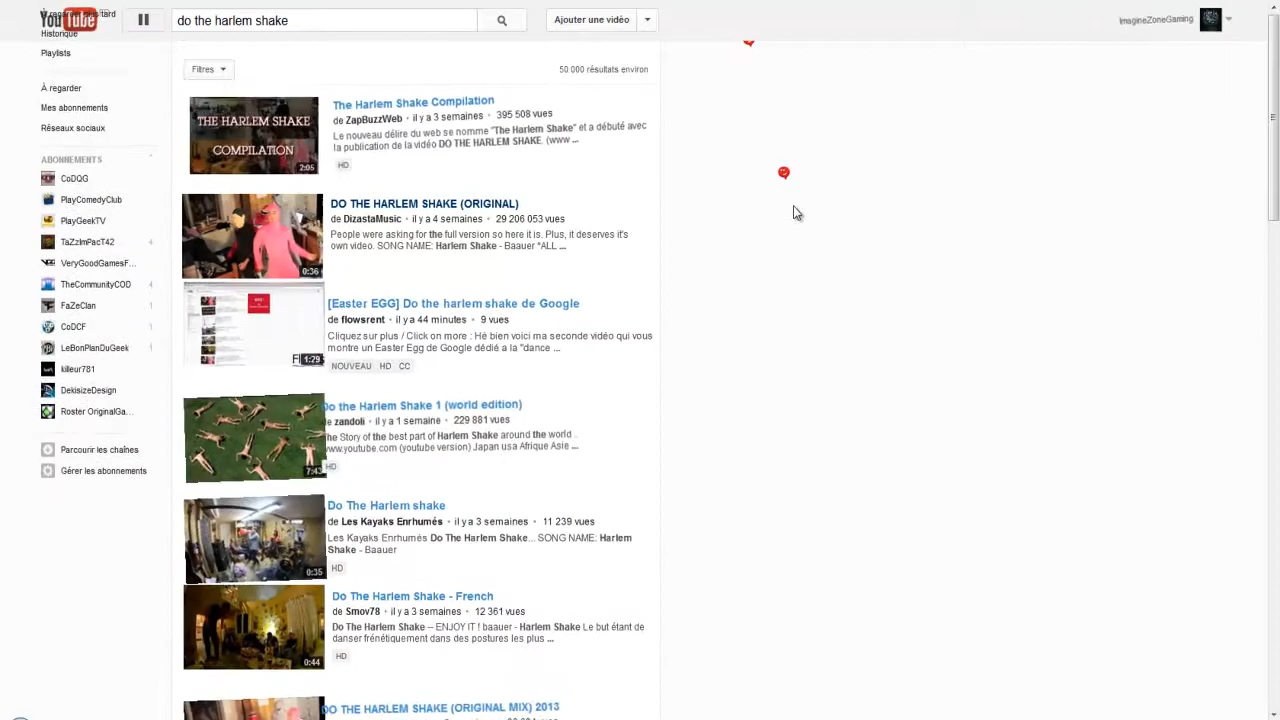 À regarder plus tard
YouTube
do the harlem shake
Ajouter une vidéo
ImagineZoneGaming
Historique
Playlists
À regarder
Mes abonnements
Réseaux sociaux
ABONNEMENTS
CoDQG
PlayComedyClub
PlayGeekTV
TaZzImPacT42 4
VeryGoodGamesF...
TheCommunityCOD 4
FaZeClan 1
CoDCF 1
LeBonPlanDuGeek 1
killeur781
DekisizeDesign
Roster OriginalGa...
Parcourir les chaînes
Gérer les abonnements
Filtres
50 000 résultats environ
THE HARLEM SHAKE
COMPILATION
2:05
The Harlem Shake Compilation
de ZapBuzzWeb • il y a 3 semaines • 395 508 vues
Le nouveau délire du web se nomme "The Harlem Shake" et a débuté avec
la publication de la vidéo DO THE HARLEM SHAKE. (www ...
HD
0:36
DO THE HARLEM SHAKE (ORIGINAL)
de DizastaMusic • il y a 4 semaines • 29 206 053 vues
People were asking for the full version so here it is. Plus, it deserves it's
own video. SONG NAME: Harlem Shake - Baauer *ALL ...
1:29
[Easter EGG] Do the harlem shake de Google
de flowsrent • il y a 44 minutes • 9 vues
Cliquez sur plus / Click on more : Hé bien voici ma seconde vidéo qui vous
montre un Easter Egg de Google dédié a la "dance ...
NOUVEAU HD CC
7:43
Do the Harlem Shake 1 (world edition)
de zandoli • il y a 1 semaine • 229 881 vues
The Story of the best part of Harlem Shake around the world ..
www.youtube.com (youtube version) Japan usa Afrique Asie ...
HD
0:35
Do The Harlem shake
de Les Kayaks Enrhumés • il y a 3 semaines • 11 239 vues
Les Kayaks Enrhumés Do The Harlem Shake... SONG NAME: Harlem
Shake - Baauer
HD
0:44
Do The Harlem Shake - French
de Smov78 • il y a 3 semaines • 12 361 vues
Do The Harlem Shake -- ENJOY IT ! baauer - Harlem Shake Le but étant de
danser frénétiquement dans des postures les plus ...
HD
DO THE HARLEM SHAKE (ORIGINAL MIX) 2013